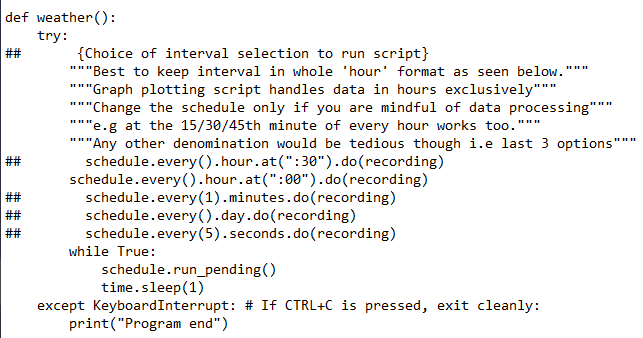 def weather():
    try:
##       {Choice of interval selection to run script}
        """Best to keep interval in whole 'hour' format as seen below."""
        """Graph plotting script handles data in hours exclusively"""
        """Change the schedule only if you are mindful of data processing"""
        """e.g at the 15/30/45th minute of every hour works too."""
        """Any other denomination would be tedious though i.e last 3 options"""
##        schedule.every().hour.at(":30").do(recording)
        schedule.every().hour.at(":00").do(recording)
##        schedule.every(1).minutes.do(recording)
##        schedule.every().day.do(recording)
##        schedule.every(5).seconds.do(recording)
        while True:
            schedule.run_pending()
            time.sleep(1)
    except KeyboardInterrupt: # If CTRL+C is pressed, exit cleanly:
        print("Program end")